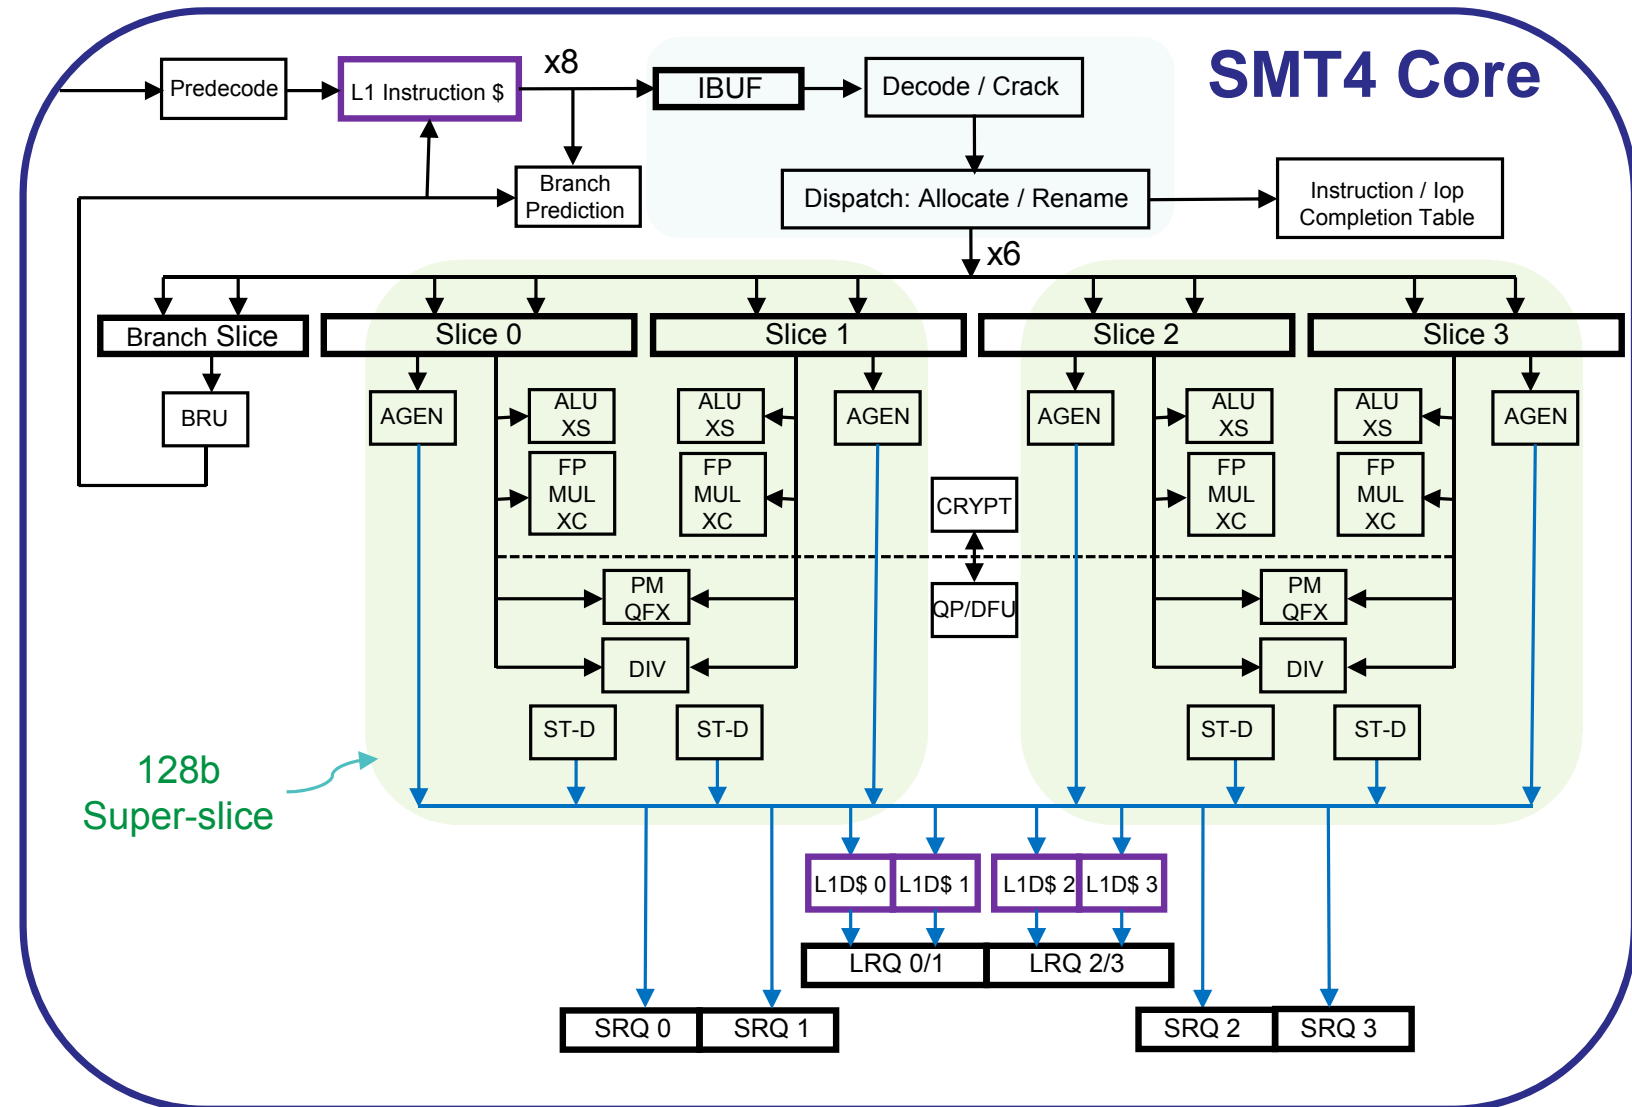 SMT4 Core
Predecode
L1 Instruction $
x8
IBUF
Decode / Crack
Branch
Prediction
Dispatch: Allocate / Rename
Instruction / Iop
Completion Table
x6
Branch Slice
Slice 0
Slice 1
Slice 2
Slice 3
BRU
AGEN
ALU
XS
ALU
XS
AGEN
AGEN
ALU
XS
ALU
XS
AGEN
FP
MUL
XC
FP
MUL
XC
CRYPT
FP
MUL
XC
FP
MUL
XC
PM
QFX
QP/DFU
PM
QFX
DIV
DIV
ST-D
ST-D
ST-D
ST-D
128b
Super-slice
L1D$ 0
L1D$ 1
L1D$ 2
L1D$ 3
LRQ 0/1
LRQ 2/3
SRQ 0
SRQ 1
SRQ 2
SRQ 3